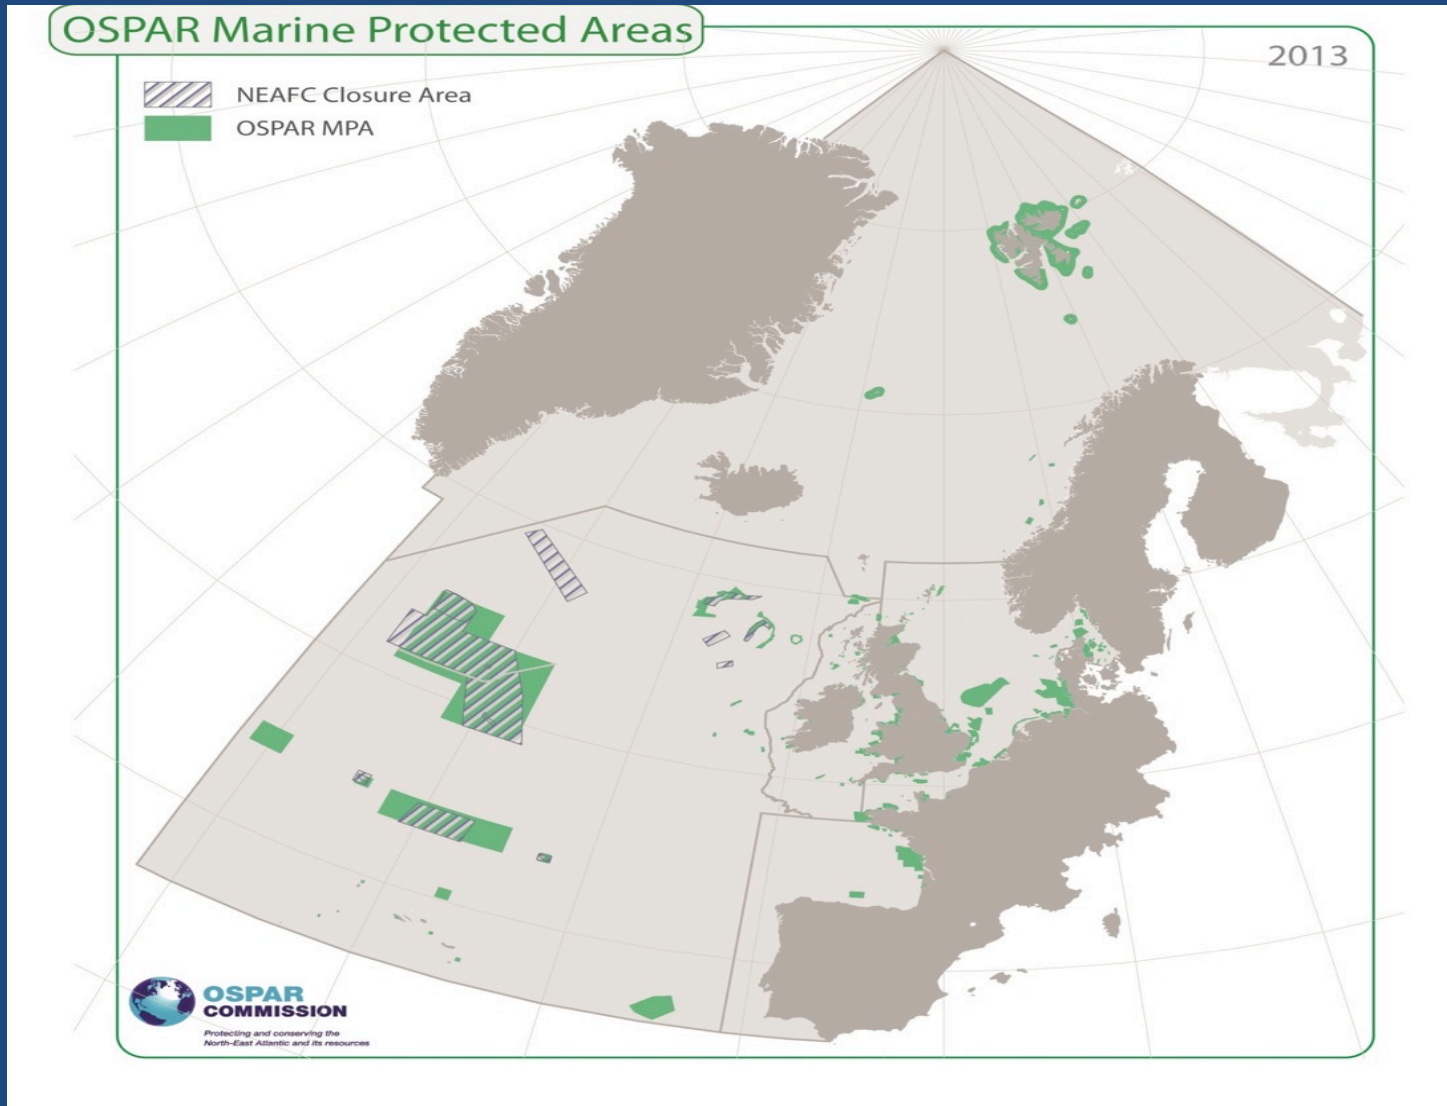 OSPAR Marine Protected Areas
2013
NEAFC Closure Area
OSPAR MPA
OSPAR
COMMISSION
Protecting and conserving the
North-East Atlantic and its resources